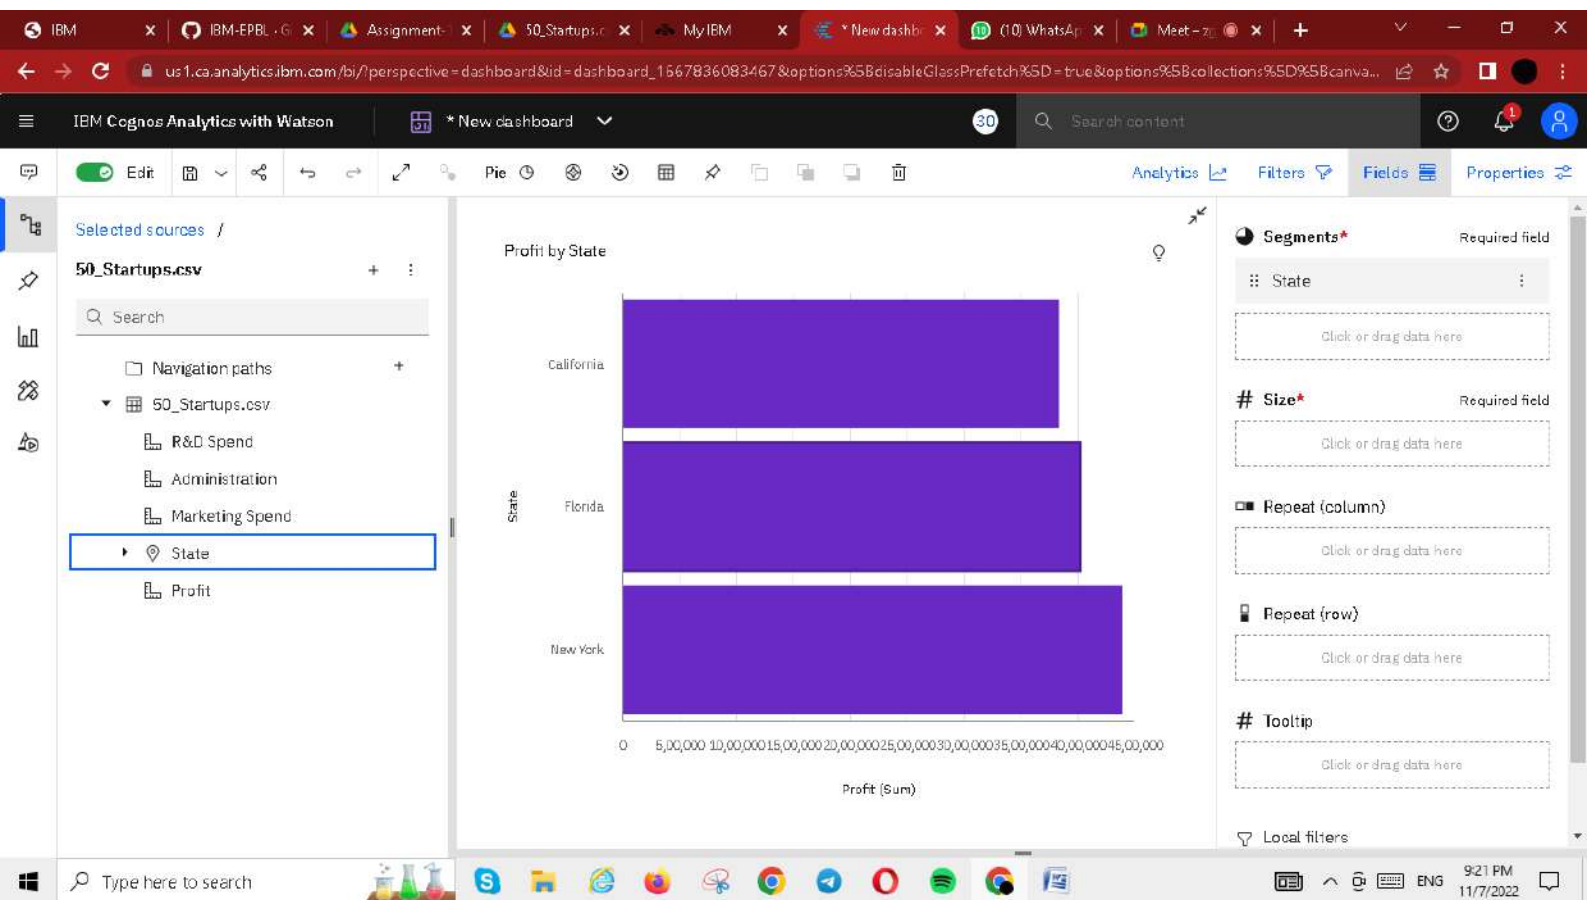 IBM
IBM-EPBL - G
Assignment-
50_Startups.c
My IBM
* New dashbo
(10) WhatsAp
Meet – zg
us1.ca.analytics.ibm.com/bi/?perspective=dashboard&id=dashboard_1667836083467&options%5BdisableGlassPrefetch%5D=true&options%5Bcollections%5D%5Bcanva...
IBM Cognos Analytics with Watson
* New dashboard
30
Search content
1
Edit
Pie
Analytics
Filters
Fields
Properties
Selected sources /
50_Startups.csv
Search
Navigation paths
50_Startups.csv
R&D Spend
Administration
Marketing Spend
State
Profit
Profit by State
California
Florida
New York
State
0 5,00,000 10,00,000 15,00,000 20,00,000 25,00,000 30,00,000 35,00,000 40,00,000 45,00,000
Profit (Sum)
Segments* Required field
State
Click or drag data here
Size* Required field
Click or drag data here
Repeat (column)
Click or drag data here
Repeat (row)
Click or drag data here
Tooltip
Click or drag data here
Local filters
Type here to search
ENG
9:21 PM
11/7/2022